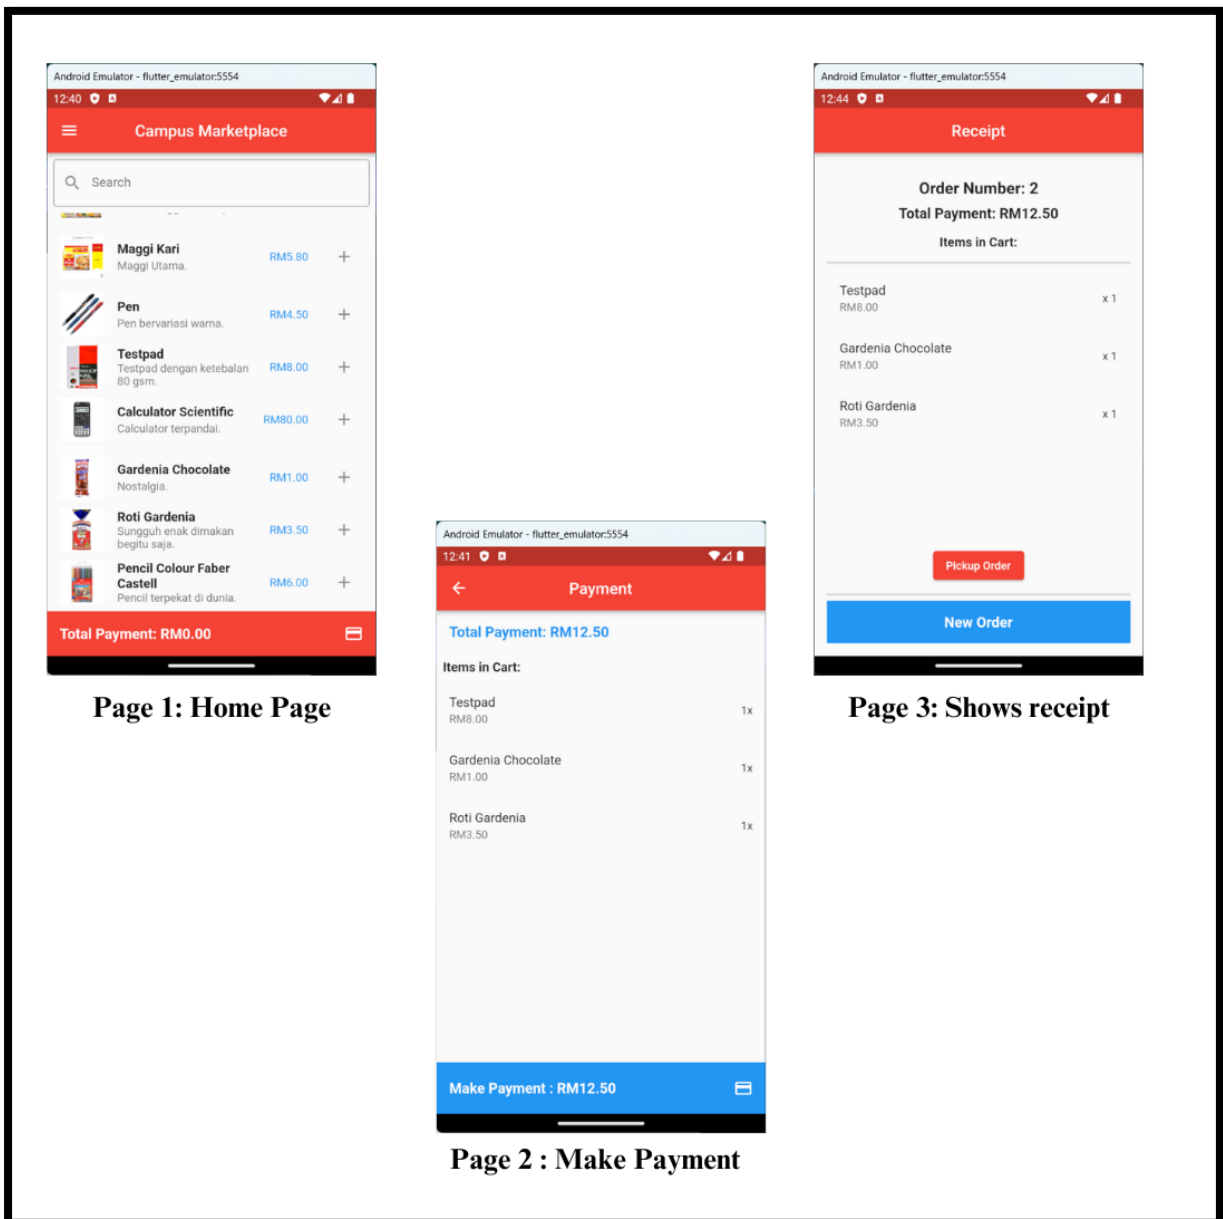 Android Emulator - flutter_emulator:5554
12:40
Campus Marketplace
Search
Maggi Kari
Maggi Utama.
RM5.80
Pen
Pen bervariasi warna.
RM4.50
Testpad
Testpad dengan ketebalan
80 gsm.
RM8.00
Calculator Scientific
Calculator terpandai.
RM80.00
Gardenia Chocolate
Nostalgia.
RM1.00
Roti Gardenia
Sungguh enak dimakan
begitu saja.
RM3.50
Pencil Colour Faber
Castell
Pencil terpekat di dunia.
RM6.00
Total Payment: RM0.00
Page 1: Home Page
Android Emulator - flutter_emulator:5554
12:41
Payment
Total Payment: RM12.50
Items in Cart:
Testpad
RM8.00
1x
Gardenia Chocolate
RM1.00
1x
Roti Gardenia
RM3.50
1x
Make Payment : RM12.50
Page 2 : Make Payment
Android Emulator - flutter_emulator:5554
12:44
Receipt
Order Number: 2
Total Payment: RM12.50
Items in Cart:
Testpad
RM8.00
x 1
Gardenia Chocolate
RM1.00
x 1
Roti Gardenia
RM3.50
x 1
Pickup Order
New Order
Page 3: Shows receipt